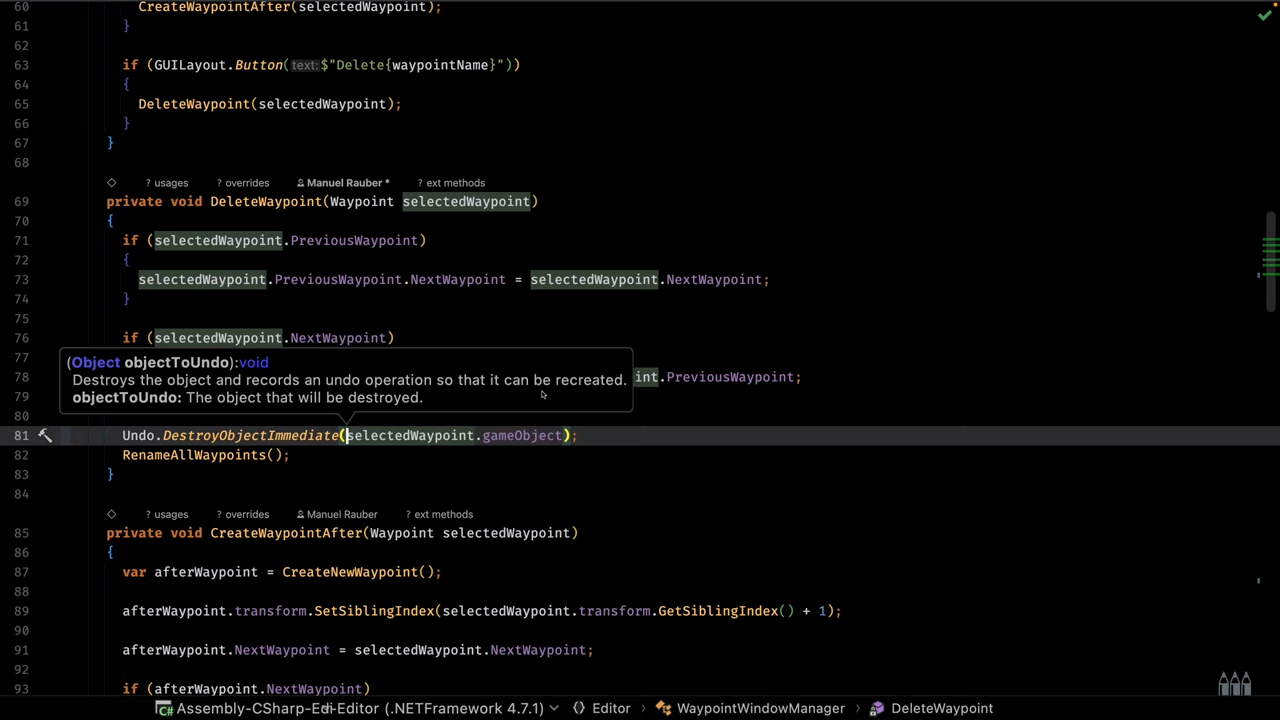 60 CreateWaypointAfter(selectedWaypoint);
61 }
62
63 if (GUILayout.Button(text:$"Delete{waypointName}"))
64 {
65 DeleteWaypoint(selectedWaypoint);
66 }
67 }
68
? usages ? overrides Manuel Rauber * ? ext methods
69 private void DeleteWaypoint(Waypoint selectedWaypoint)
70 {
71 if (selectedWaypoint.PreviousWaypoint)
72 {
73 selectedWaypoint.PreviousWaypoint.NextWaypoint = selectedWaypoint.NextWaypoint;
74 }
75
76 if (selectedWaypoint.NextWaypoint)
77
(Object objectToUndo):void
78 int.PreviousWaypoint;
Destroys the object and records an undo operation so that it can be recreated.
79
objectToUndo: The object that will be destroyed.
80
81 Undo.DestroyObjectImmediate(selectedWaypoint.gameObject);
82 RenameAllWaypoints();
83 }
84
? usages ? overrides Manuel Rauber ? ext methods
85 private void CreateWaypointAfter(Waypoint selectedWaypoint)
86 {
87 var afterWaypoint = CreateNewWaypoint();
88
89 afterWaypoint.transform.SetSiblingIndex(selectedWaypoint.transform.GetSiblingIndex() + 1);
90
91 afterWaypoint.NextWaypoint = selectedWaypoint.NextWaypoint;
92
93 if (afterWaypoint.NextWaypoint)
C# Assembly-CSharp-Edi-Editor (.NETFramework 4.7.1) {} Editor WaypointWindowManager DeleteWaypoint